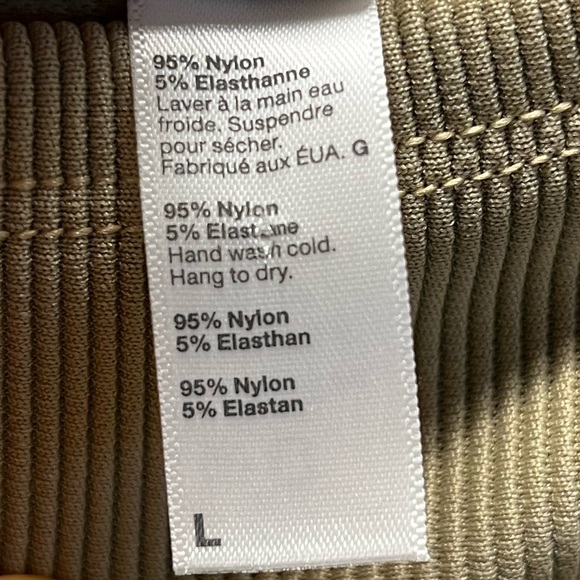 95% Nylon
5% Elasthanne
Laver à la main eau
froide. Suspendre
pour sécher.
Fabriqué aux ÉUA. G
95% Nylon
5% Elastane
Hand wash cold.
Hang to dry.
95% Nylon
5% Elasthan
95% Nylon
5% Elastan
L